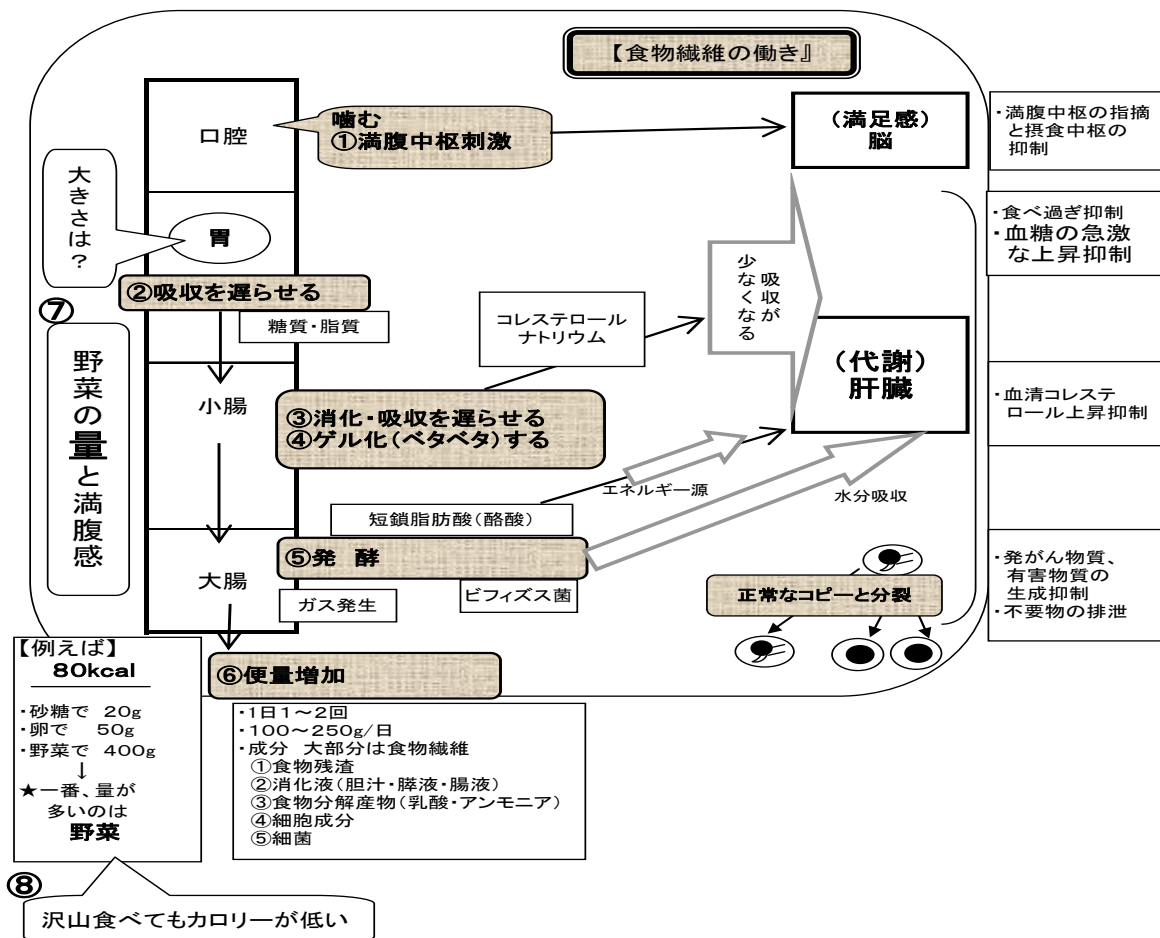 【食物繊維の働き』
口腔
噛む
①満腹中枢刺激
(満足感)
脳
・満腹中枢の指摘
と摂食中枢の
抑制
大きさは?
胃
・食べ過ぎ抑制
・血糖の急激
な上昇抑制
②吸収を遅らせる
糖質・脂質
コレステロール
ナトリウム
吸収が
少なくなる
⑦
野菜の量と満腹感
小腸
③消化・吸収を遅らせる
④ゲル化(ベタベタ)する
(代謝)
肝臓
・血清コレステ
ロール上昇抑制
エネルギー源
水分吸収
短鎖脂肪酸(酪酸)
⑤発 酵
大腸
ガス発生
ビフィズス菌
正常なコピーと分裂
・発がん物質、
有害物質の
生成抑制
・不要物の排泄
⑥便量増加
【例えば】
80kcal
・砂糖で 20g
・卵で 50g
・野菜で 400g
↓
★一番、量が
多いのは
野菜
・1日1~2回
・100~250g/日
・成分 大部分は食物繊維
①食物残渣
②消化液(胆汁・膵液・腸液)
③食物分解産物(乳酸・アンモニア)
④細胞成分
⑤細菌
⑧
沢山食べてもカロリーが低い